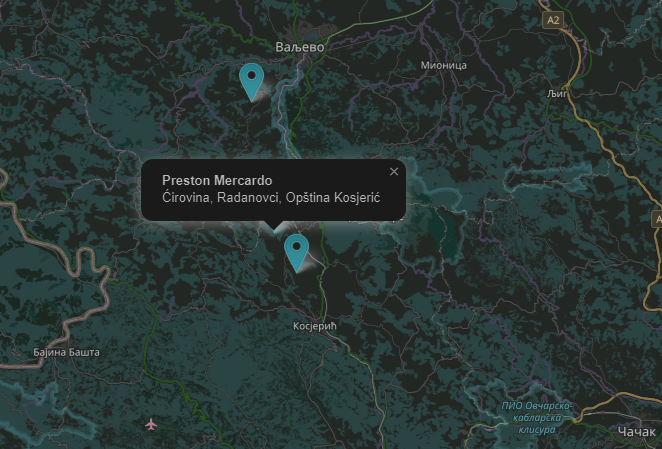 A2
Ваљево
Мионица
Љиг
×
Preston Mercardo
Ćirovina, Radanovci, Opština Kosjerić
A
Косјерић
Бајина Башта
ПИО Овчарско-
кабларска
клисура
Чачак